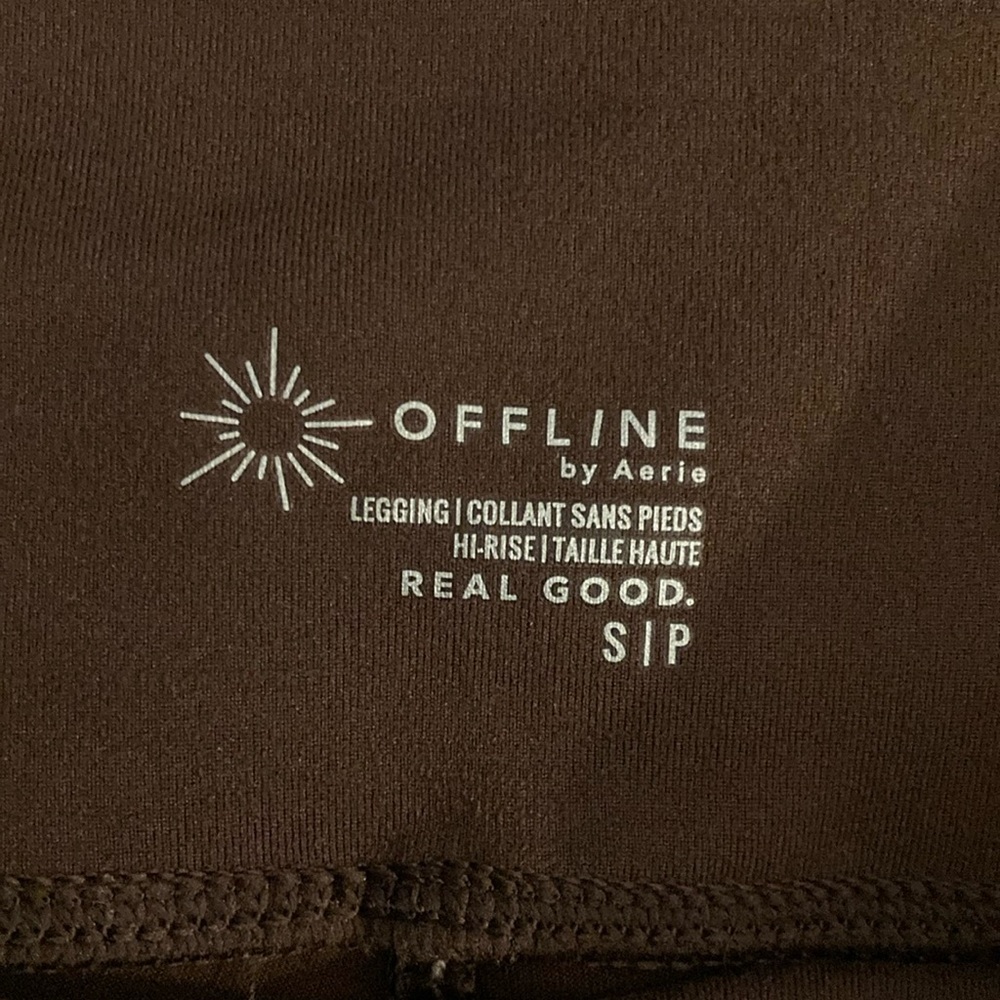 OFFLINE
by Aerie
LEGGING | COLLANT SANS PIEDS
HI-RISE | TAILLE HAUTE
REAL GOOD.
S | P